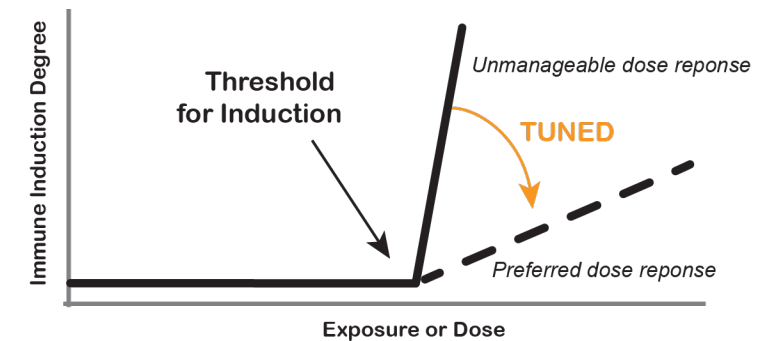 Immune Induction Degree
Threshold
for Induction
Unmanageable dose reponse
TUNED
Preferred dose reponse
Exposure or Dose